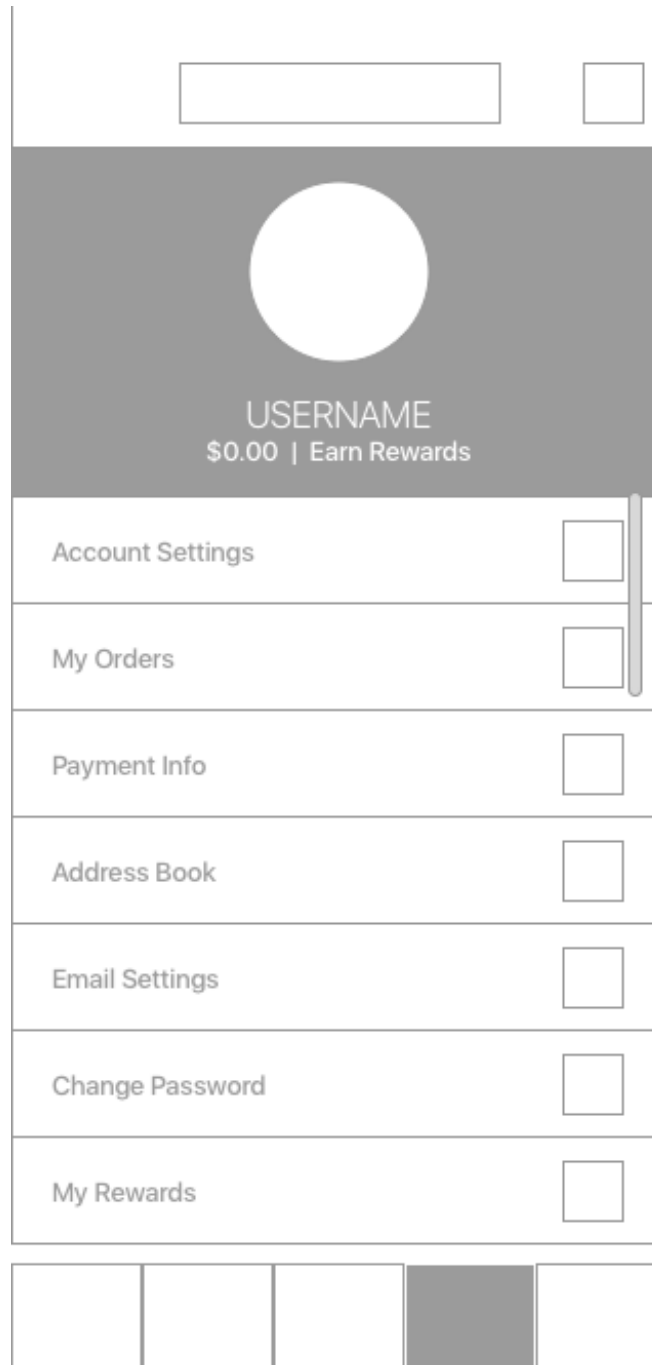 USERNAME
$0.00 | Earn Rewards
Account Settings
My Orders
Payment Info
Address Book
Email Settings
Change Password
My Rewards